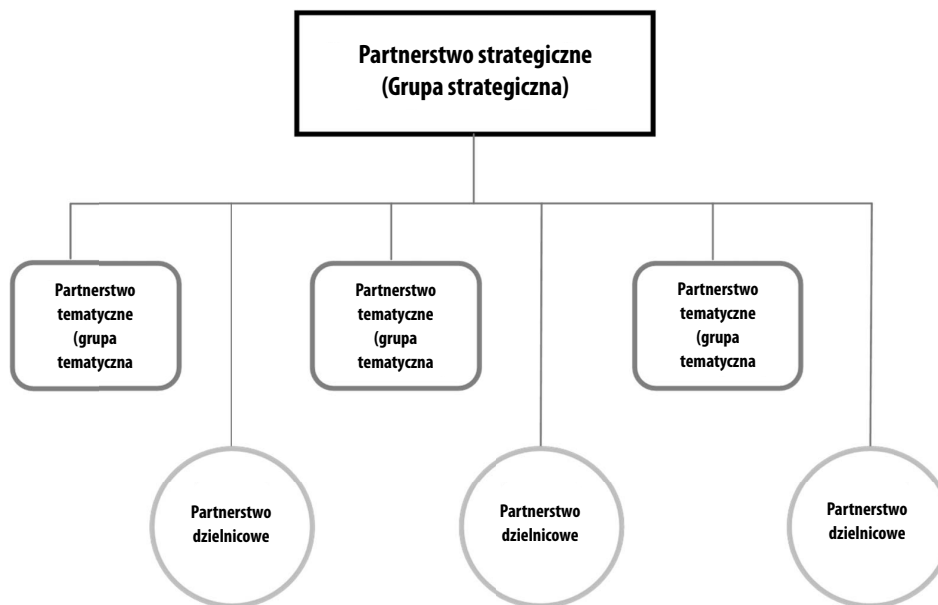 Partnerstwo strategiczne
(Grupa strategiczna)
Partnerstwo
tematyczne
(grupa
tematyczna
Partnerstwo
tematyczne
(grupa
tematyczna
Partnerstwo
tematyczne
(grupa
tematyczna
Partnerstwo
dzielnicowe
Partnerstwo
dzielnicowe
Partnerstwo
dzielnicowe